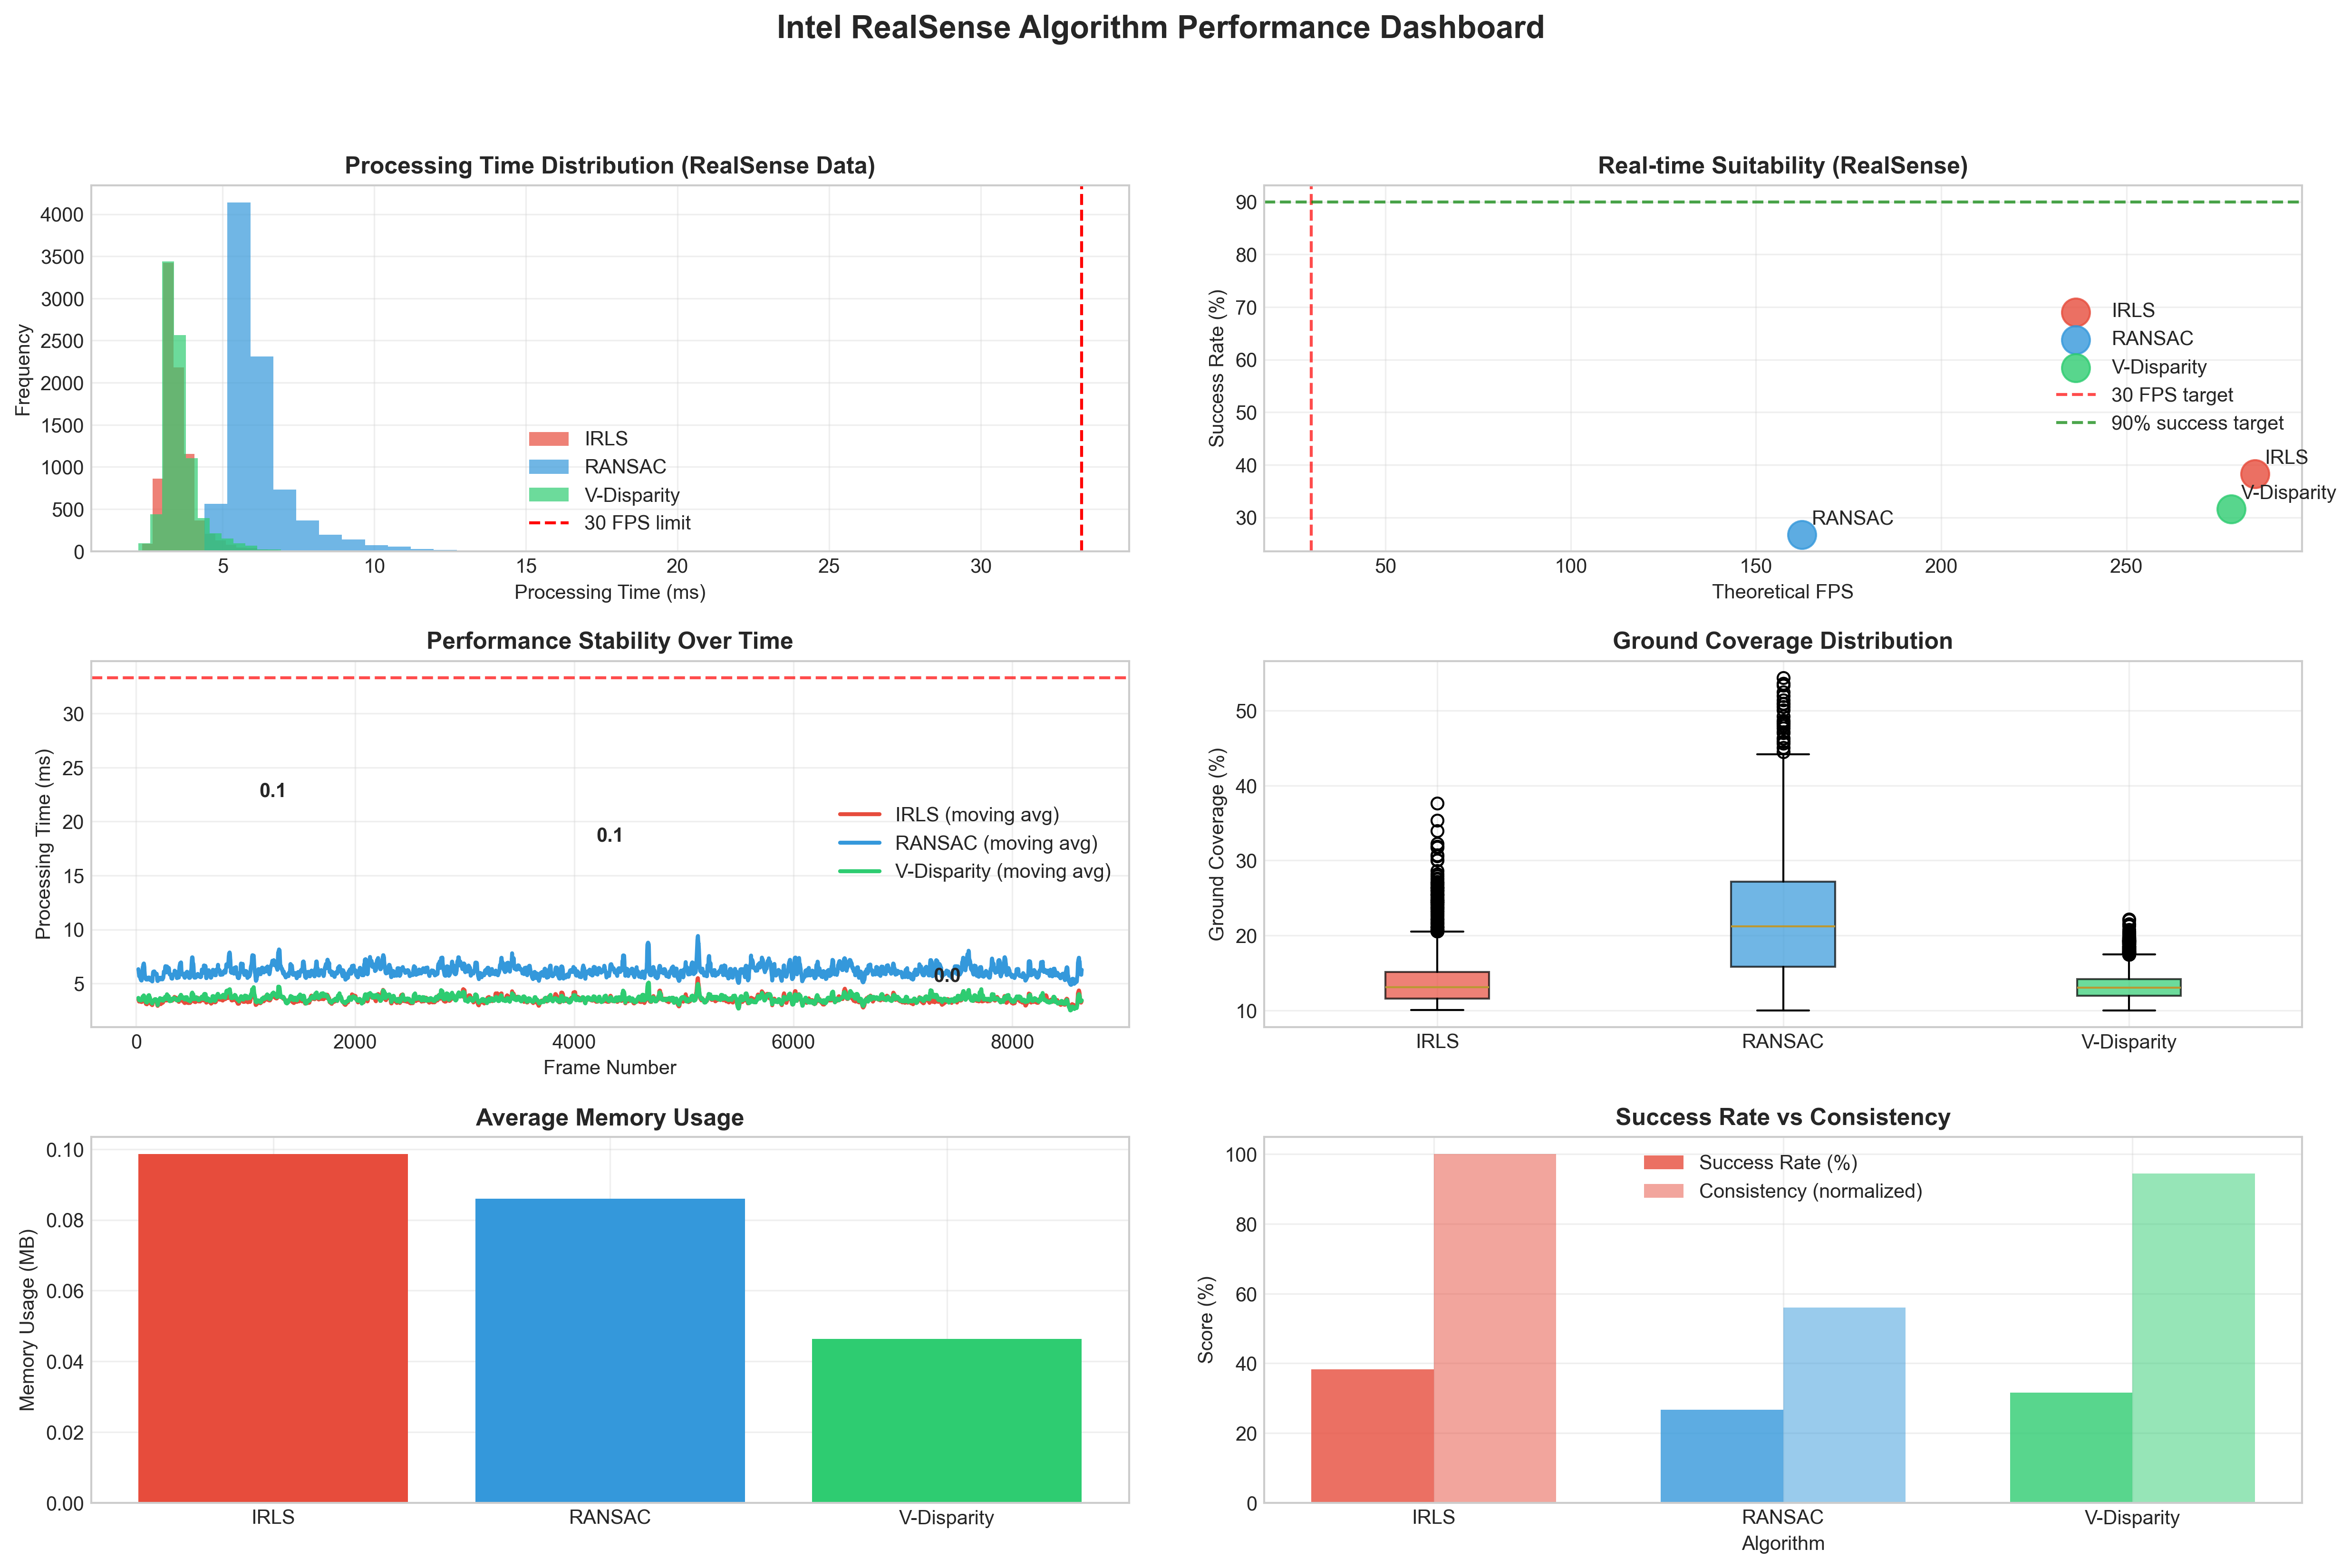 Intel RealSense Algorithm Performance Dashboard
Processing Time Distribution (RealSense Data)
Frequency
4000
3500
3000
2500
2000
1500
1000
500
0
IRLS
RANSAC
V-Disparity
30 FPS limit
5
10
15
20
25
30
Processing Time (ms)
Real-time Suitability (RealSense)
Success Rate (%)
90
80
70
60
50
40
30
IRLS
RANSAC
V-Disparity
30 FPS target
90% success target
IRLS
V-Disparity
RANSAC
50
100
150
200
250
Theoretical FPS
Performance Stability Over Time
Processing Time (ms)
30
25
20
15
10
5
0.1
0.1
0.0
IRLS (moving avg)
RANSAC (moving avg)
V-Disparity (moving avg)
0
2000
4000
6000
8000
Frame Number
Ground Coverage Distribution
Ground Coverage (%)
50
40
30
20
10
IRLS
RANSAC
V-Disparity
Average Memory Usage
Memory Usage (MB)
0.10
0.08
0.06
0.04
0.02
0.00
IRLS
RANSAC
V-Disparity
Success Rate vs Consistency
Score (%)
100
80
60
40
20
0
Success Rate (%)
Consistency (normalized)
IRLS
RANSAC
V-Disparity
Algorithm